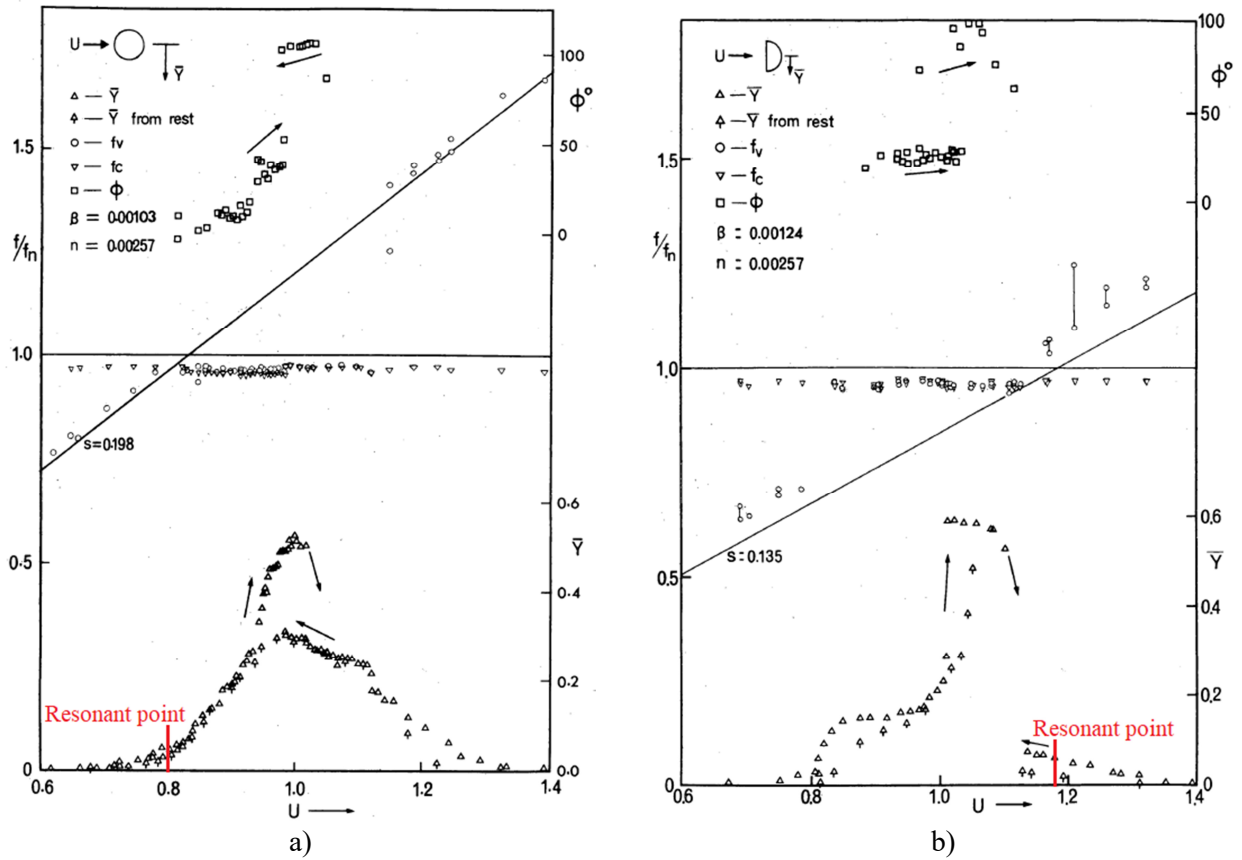 U
Ȳ
△ — Ȳ
Ȳ from rest
○ — fv
▽ — fc
□ — Φ
β = 0.00103
n = 0.00257
f/fn
1.5
1.0
0.5
0
100
50
0
Φ°
s=0.198
0.6
Ȳ
0.4
0.2
0.0
Resonant point
0.6
0.8
1.0
1.2
1.4
U
a)
U
Ȳ
△ — Ȳ
Ȳ from rest
○ — fv
▽ — fc
□ — Φ
β = 0.00124
n = 0.00257
f/fn
1.5
1.0
0.5
0
100
50
0
Φ°
s=0.135
0,6
Ȳ
0.4
0.2
0
Resonant point
0.6
0.8
1.0
1.2
1.4
U
b)